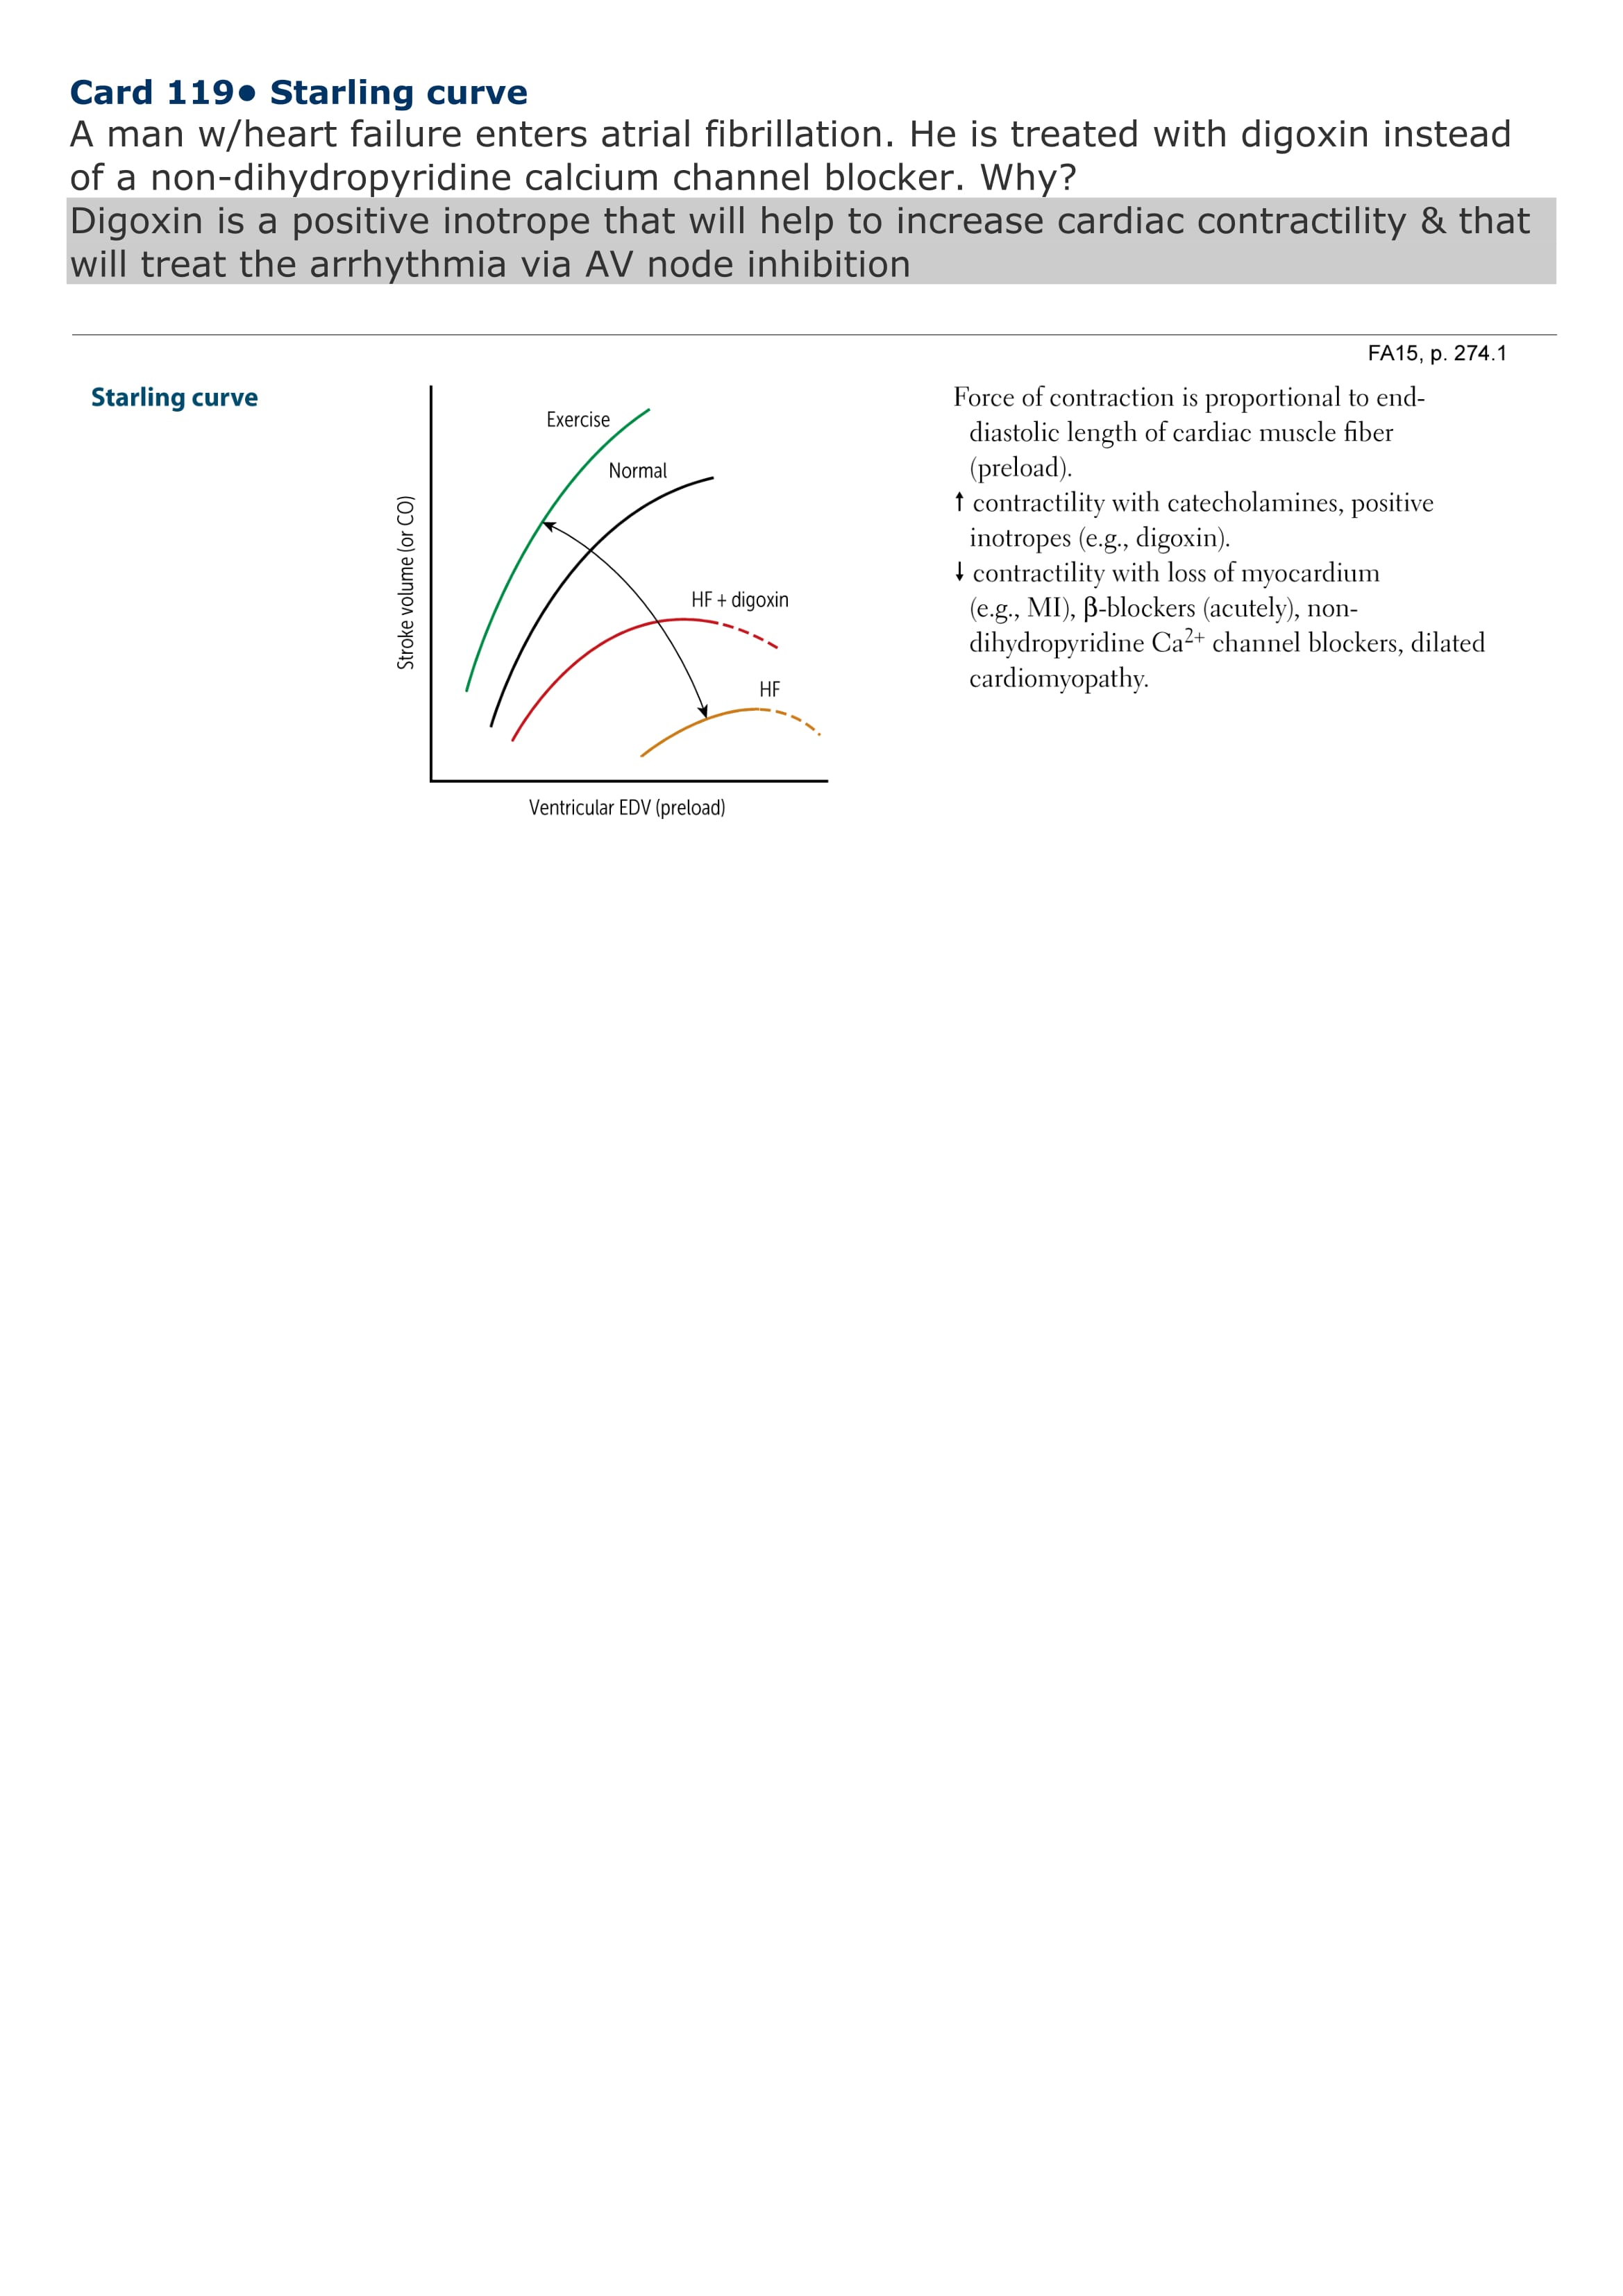 Card 119● Starling curve
A man w/heart failure enters atrial fibrillation. He is treated with digoxin instead
of a non-dihydropyridine calcium channel blocker. Why?
Digoxin is a positive inotrope that will help to increase cardiac contractility & that
will treat the arrhythmia via AV node inhibition
FA15, p. 274.1
Starling curve
Exercise
Normal
HF + digoxin
HF
Stroke volume (or CO)
Ventricular EDV (preload)
Force of contraction is proportional to end-
diastolic length of cardiac muscle fiber
(preload).
↑ contractility with catecholamines, positive
inotropes (e.g., digoxin).
↓ contractility with loss of myocardium
(e.g., MI), β-blockers (acutely), non-
dihydropyridine Ca²⁺ channel blockers, dilated
cardiomyopathy.